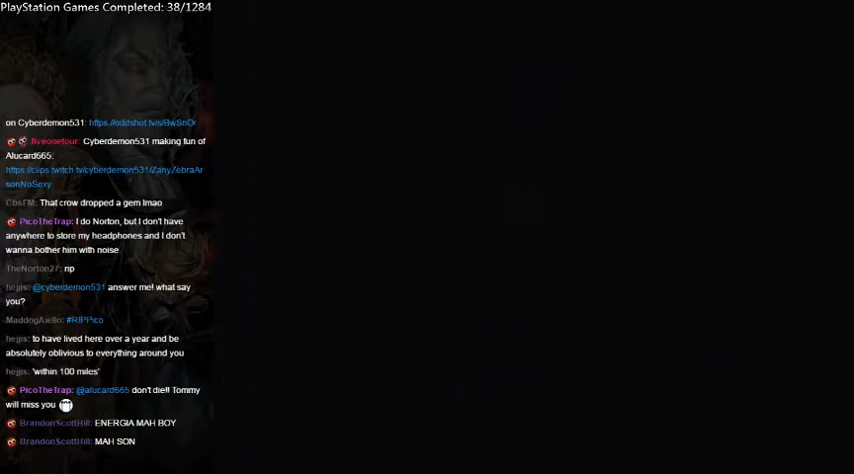 PlayStation Games Completed: 38/1284
on Cyberdemon531: https://oddshot.tv/s/BwSnOr
fiveonefour: Cyberdemon531 making fun of
Alucard665:
https://clips.twitch.tv/cyberdemon531/ZanyZebraAr
sonNoSexy
CbsFM: That crow dropped a gem lmao
PicoTheTrap: I do Norton, but I don't have
anywhere to store my headphones and I don't
wanna bother him with noise
TheNorton27: rip
hejjis: @cyberdemon531 answer me! what say
you?
MaddogAiello: #RIPPico
hejjis: to have lived here over a year and be
absolutely oblivious to everything around you
hejjis: 'within 100 miles'
PicoTheTrap: @alucard665 don't die!! Tommy
will miss you
BrandonScottHill: ENERGIA MAH BOY
BrandonScottHill: MAH SON